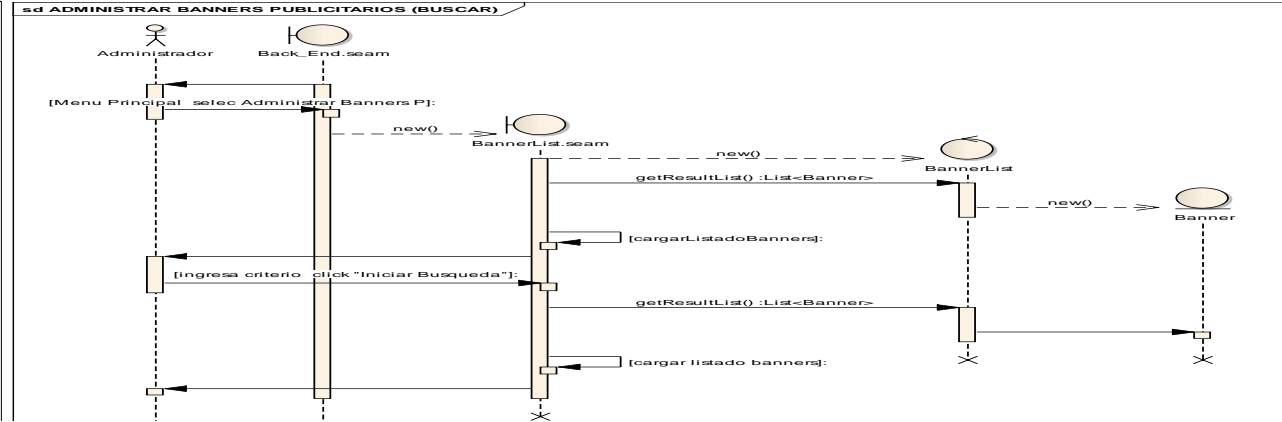 sd ADMINISTRAR BANNERS PUBLICITARIOS (BUSCAR)
Administrador
Back_End.seam
[Menu Principal selec Administrar Banners P]:
new()
BannerList.seam
new()
BannerList
getResultList() :List<Banner>
new()
Banner
[cargarListadoBanners]:
[ingresa criterio click "Iniciar Busqueda"]:
getResultList() :List<Banner>
[cargar listado banners]: